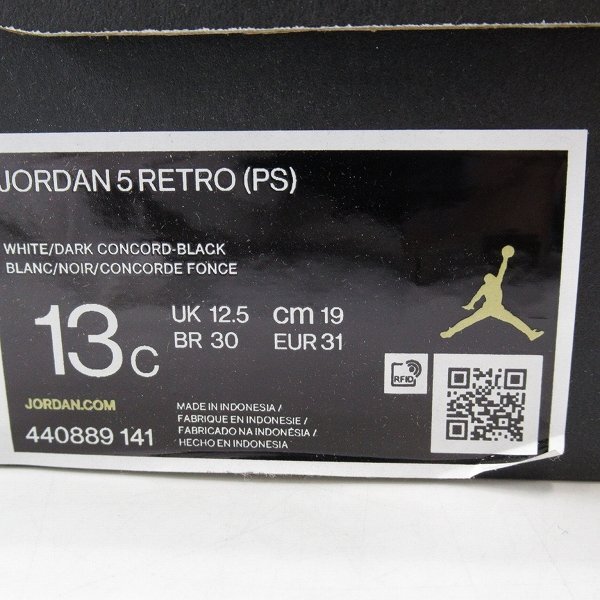 JORDAN 5 RETRO (PS)
WHITE/DARK CONCORD-BLACK
BLANC/NOIR/CONCORDE FONCE
13C UK 12.5 cm 19
BR 30 EUR 31
RFID
JORDAN.COM
440889 141
MADE IN INDONESIA /
FABRIQUE EN INDONESIE /
FABRICADO NA INDONÉSIA /
HECHO EN INDONESIA